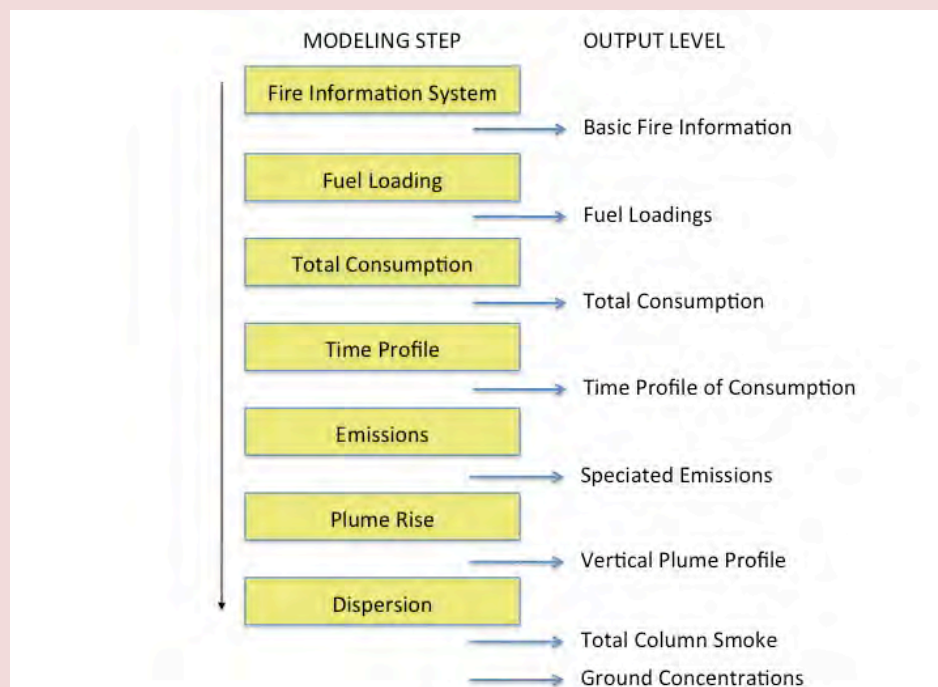 MODELING STEP OUTPUT LEVEL
Fire Information System
Basic Fire Information
Fuel Loading
Fuel Loadings
Total Consumption
Total Consumption
Time Profile
Time Profile of Consumption
Emissions
Speciated Emissions
Plume Rise
Vertical Plume Profile
Dispersion
Total Column Smoke
Ground Concentrations